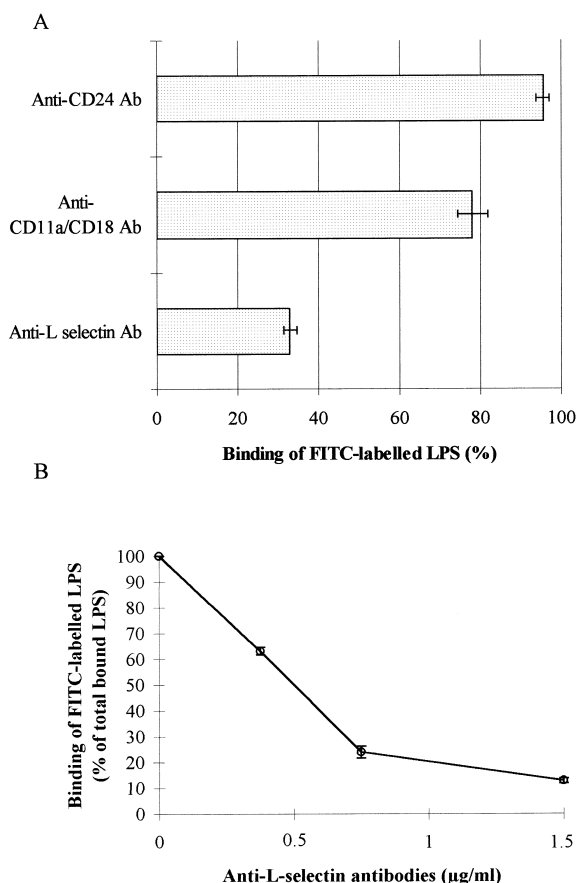 A
Anti-CD24 Ab
Anti-
CD11a/CD18 Ab
Anti-L selectin Ab
0 20 40 60 80 100
Binding of FITC-labelled LPS (%)
B
Binding of FITC-labelled LPS
(% of total bound LPS)
100
90
80
70
60
50
40
30
20
10
0
0 0.5 1 1.5
Anti-L-selectin antibodies (µg/ml)